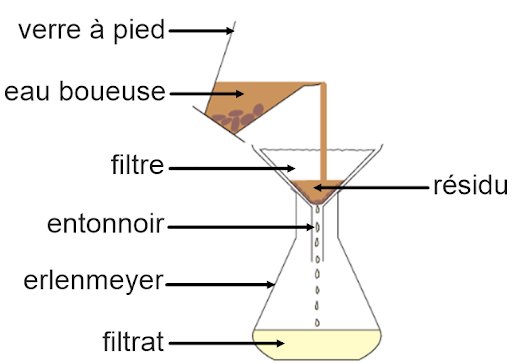 verre à pied
eau boueuse
filtre
résidu
entonnoir
erlenmeyer
filtrat